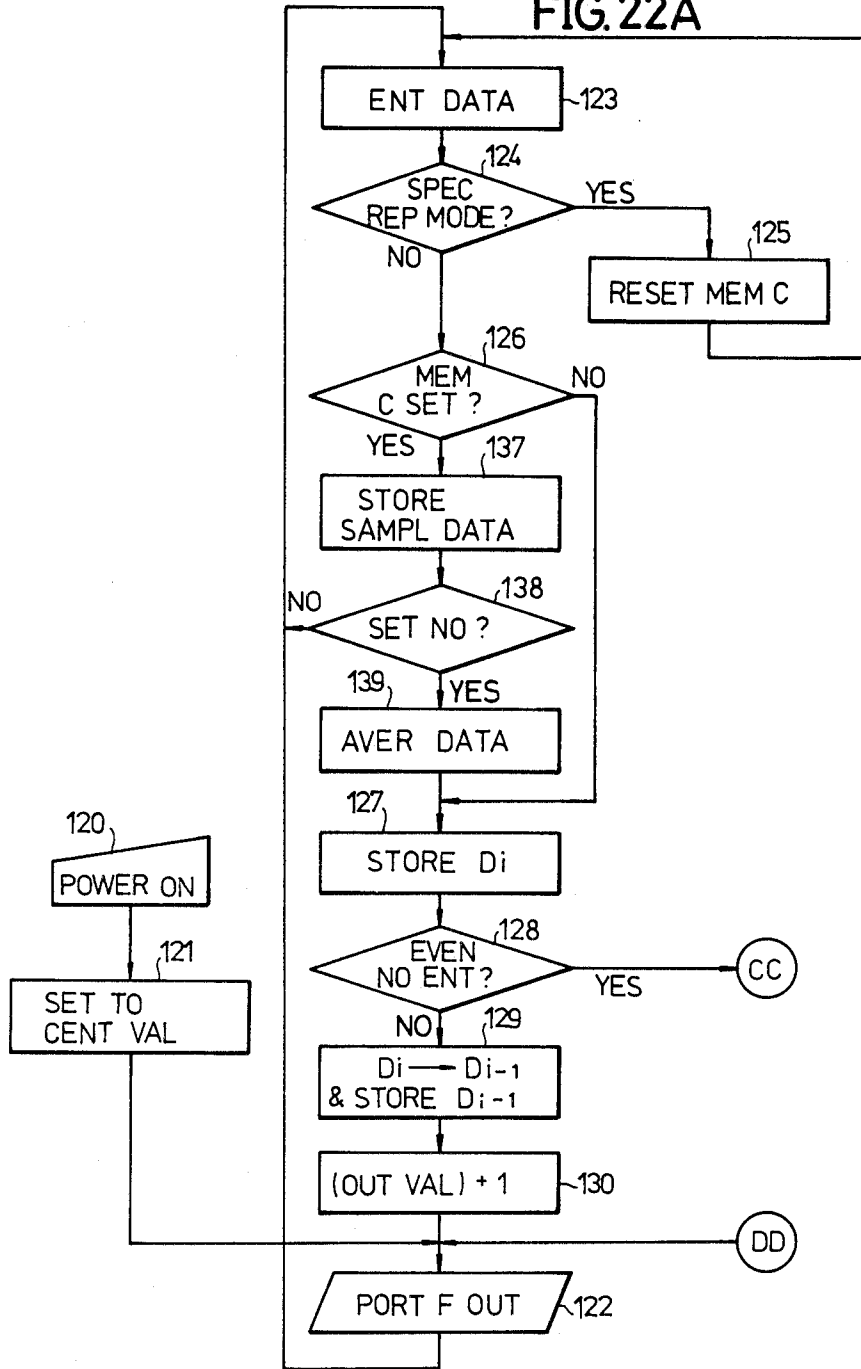 FIG. 22A
ENT DATA
123
124
SPEC
REP MODE?
YES
NO
125
RESET MEM C
126
MEM
C SET ?
NO
YES
137
STORE
SAMPL DATA
138
NO
SET NO ?
YES
139
AVER DATA
127
STORE Di
120
POWER ON
128
EVEN
NO ENT?
YES
CC
121
SET TO
CENT VAL
NO
129
Di → Di-1
& STORE Di-1
(OUT VAL) + 1
130
DD
PORT F OUT
122